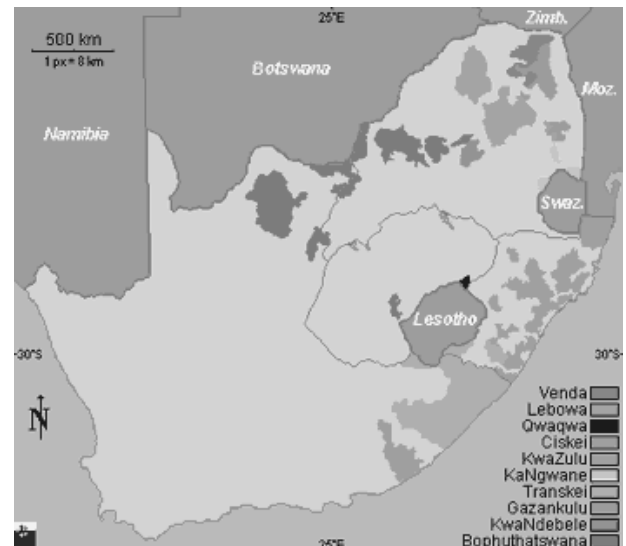 25°E
Zimb.
500 km
1 px = 8 km
Botswana
Moz.
Namibia
Swaz.
Lesotho
30°S
30°S
N
Venda
Lebowa
Qwaqwa
Ciskei
KwaZulu
KaNgwane
Transkei
Gazankulu
KwaNdebele
Bophuthatswana
25°E